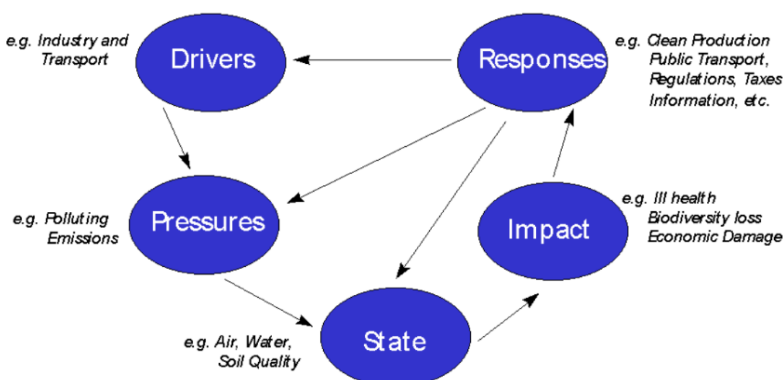 e.g. Industry and
Transport
Drivers
Responses
e.g. Clean Production
Public Transport,
Regulations, Taxes
Information, etc.
e.g. Polluting
Emissions
Pressures
Impact
e.g. Ill health
Biodiversity loss
Economic Damage
e.g. Air, Water,
Soil Quality
State